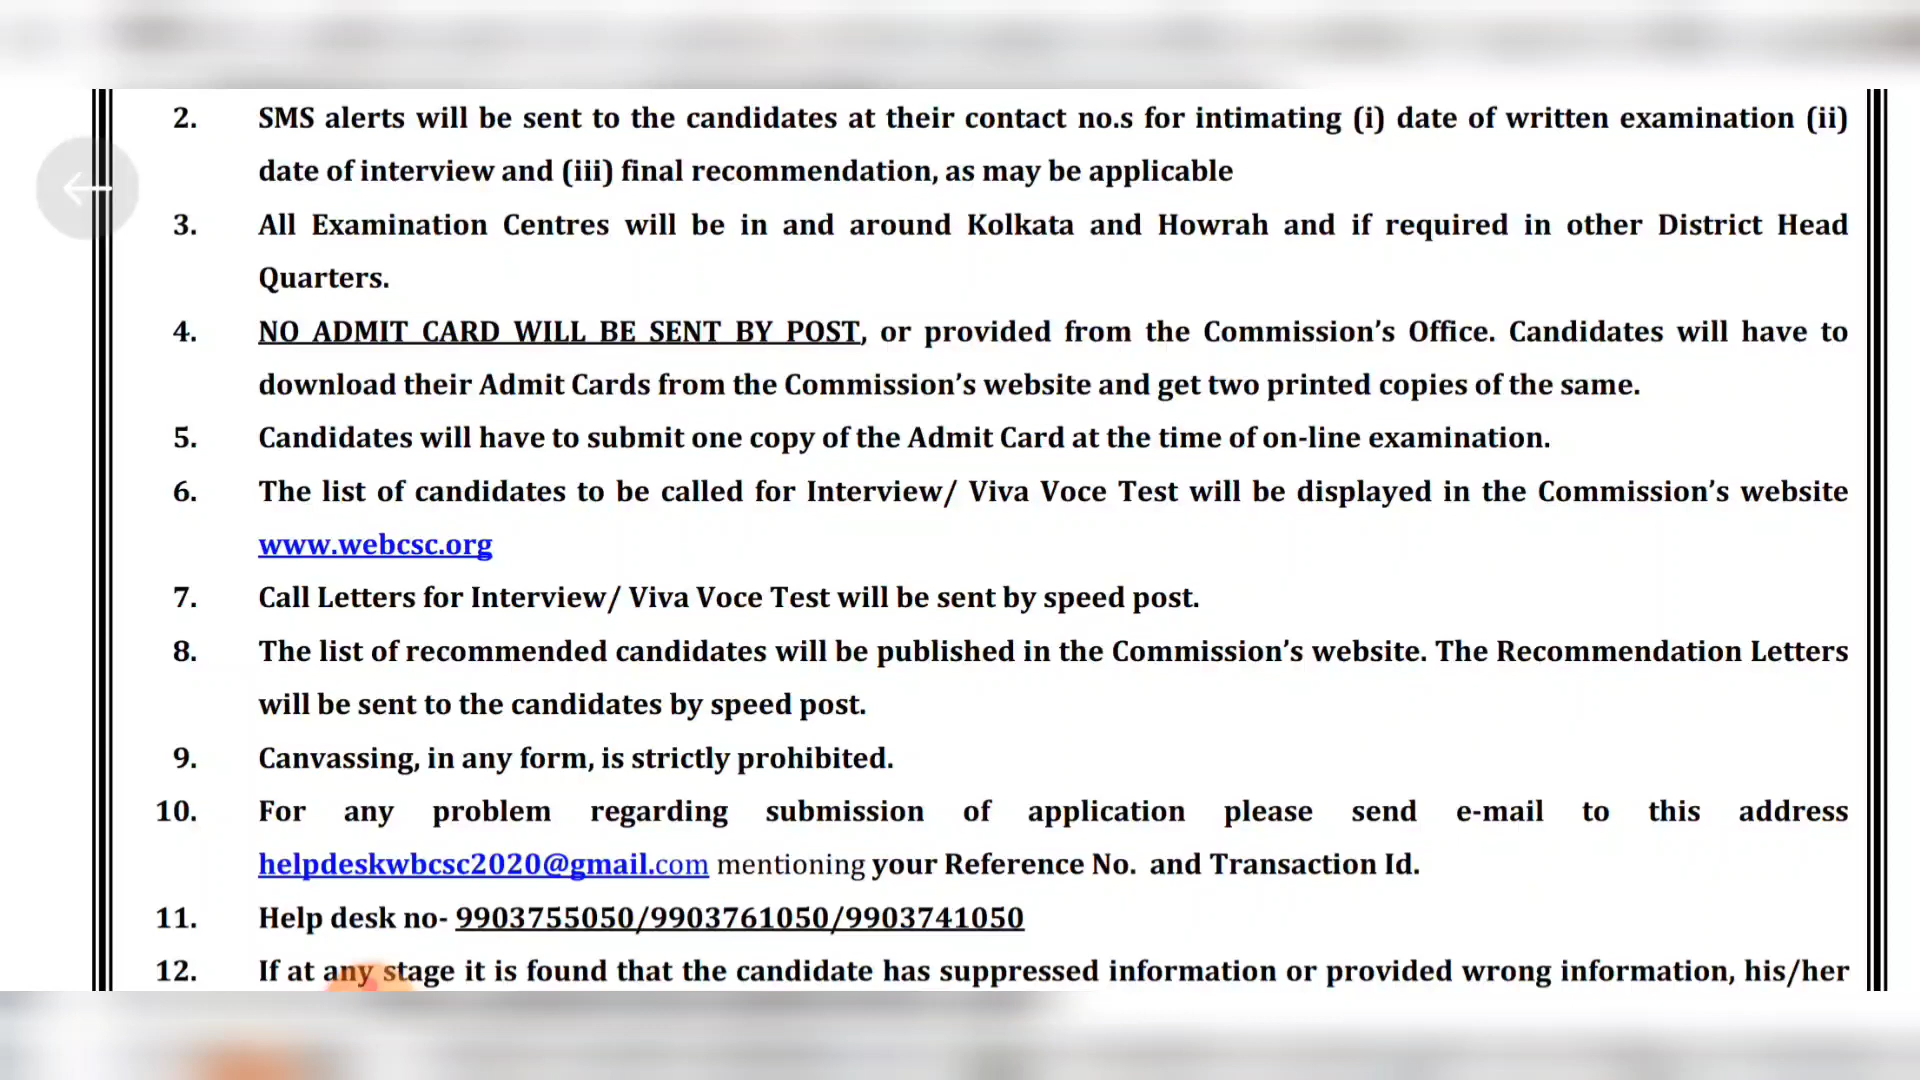 2. SMS alerts will be sent to the candidates at their contact no.s for intimating (i) date of written examination (ii)
date of interview and (iii) final recommendation, as may be applicable
3. All Examination Centres will be in and around Kolkata and Howrah and if required in other District Head
Quarters.
4. NO ADMIT CARD WILL BE SENT BY POST, or provided from the Commission’s Office. Candidates will have to
download their Admit Cards from the Commission’s website and get two printed copies of the same.
5. Candidates will have to submit one copy of the Admit Card at the time of on-line examination.
6. The list of candidates to be called for Interview/ Viva Voce Test will be displayed in the Commission’s website
www.webcsc.org
7. Call Letters for Interview/ Viva Voce Test will be sent by speed post.
8. The list of recommended candidates will be published in the Commission’s website. The Recommendation Letters
will be sent to the candidates by speed post.
9. Canvassing, in any form, is strictly prohibited.
10. For any problem regarding submission of application please send e-mail to this address
helpdeskwbcsc2020@gmail.com mentioning your Reference No. and Transaction Id.
11. Help desk no- 9903755050/9903761050/9903741050
12. If at any stage it is found that the candidate has suppressed information or provided wrong information, his/her